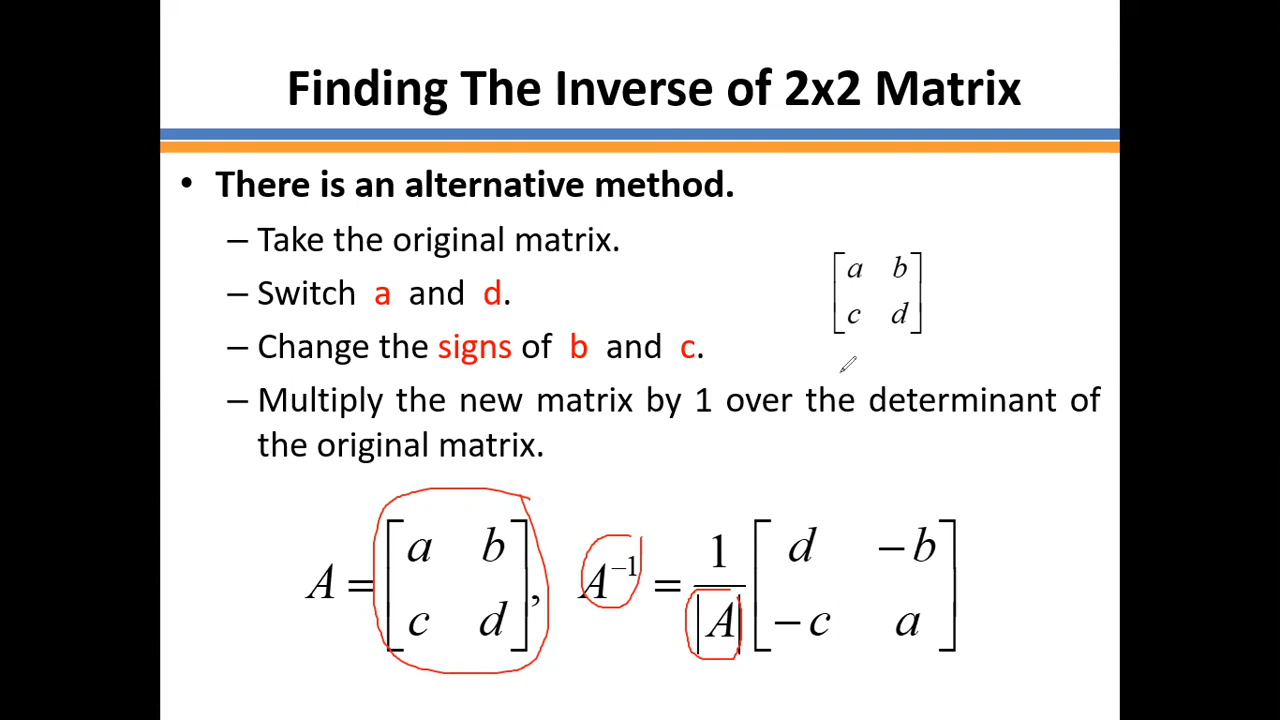 Finding The Inverse of 2x2 Matrix
• There is an alternative method.
– Take the original matrix.
– Switch a and d.
– Change the signs of b and c.
– Multiply the new matrix by 1 over the determinant of
the original matrix.
[a b
c d]
A = [a b
c d], A⁻¹ = 1/|A| [d −b
−c a]